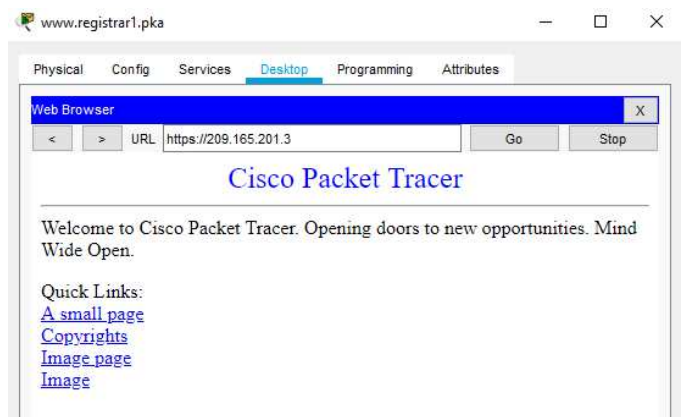 www.registrar1.pka
Physical Config Services Desktop Programming Attributes
Web Browser X
< > URL https://209.165.201.3 Go Stop
Cisco Packet Tracer
Welcome to Cisco Packet Tracer. Opening doors to new opportunities. Mind
Wide Open.
Quick Links:
A small page
Copyrights
Image page
Image